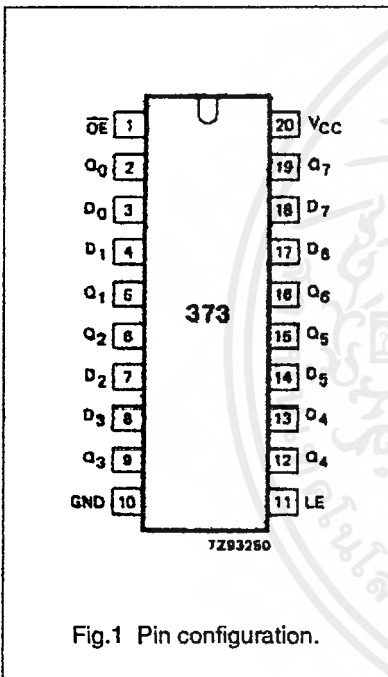 OE 1 20 VCC
Q0 2 19 Q7
D0 3 18 D7
D1 4 17 D6
Q1 5 16 Q6
373
Q2 6 15 Q5
D2 7 14 D5
D3 8 13 D4
Q3 9 12 Q4
GND 10 11 LE
7Z93250
Fig.1 Pin configuration.